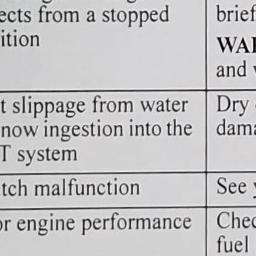 ects from a stopped
ition
brief
WAI
and v
t slippage from water
now ingestion into the
T system
Dry
dama
tch malfunction
See y
or engine performance
Chec
fuel